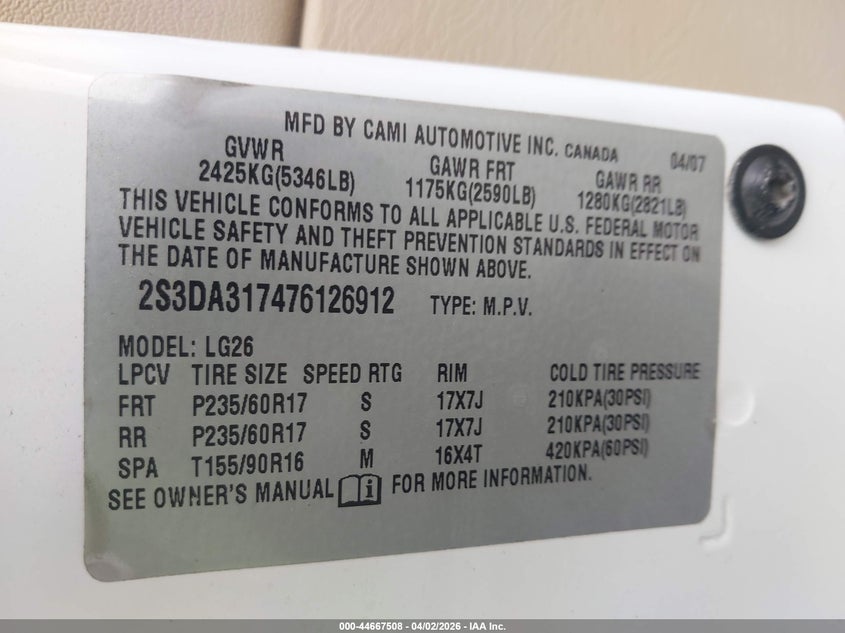 MFD BY CAMI AUTOMOTIVE INC. CANADA 04/07
GVWR GAWR FRT GAWR RR
2425KG(5346LB) 1175KG(2590LB) 1280KG(2821LB)
THIS VEHICLE CONFORMS TO ALL APPLICABLE U.S. FEDERAL MOTOR
VEHICLE SAFETY AND THEFT PREVENTION STANDARDS IN EFFECT ON
THE DATE OF MANUFACTURE SHOWN ABOVE.
2S3DA317476126912 TYPE: M.P.V.
MODEL: LG26
LPCV TIRE SIZE SPEED RTG RIM COLD TIRE PRESSURE
FRT P235/60R17 S 17X7J 210KPA(30PSI)
RR P235/60R17 S 17X7J 210KPA(30PSI)
SPA T155/90R16 M 16X4T 420KPA(60PSI)
SEE OWNER'S MANUAL i FOR MORE INFORMATION.
000-44667508 - 04/02/2026 - IAA Inc.